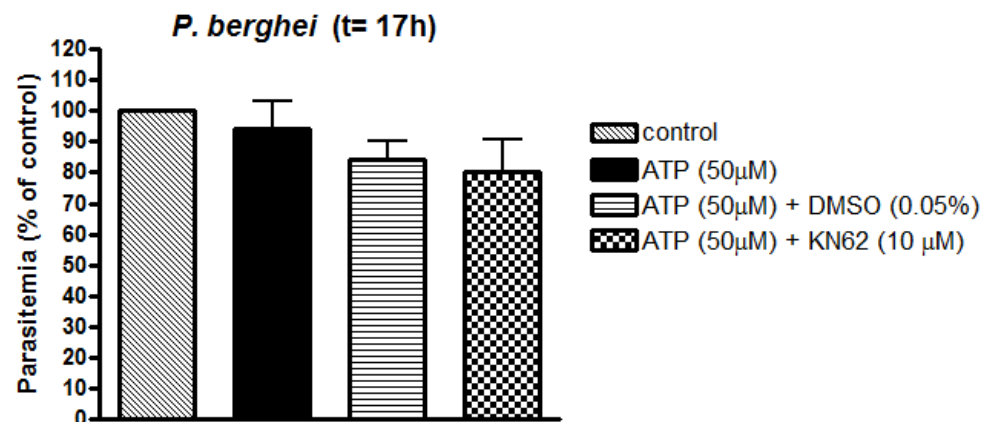 P. berghei (t= 17h)
Parasitemia (% of control)
120
110
100
90
80
70
60
50
40
30
20
10
0
control
ATP (50µM)
ATP (50µM) + DMSO (0.05%)
ATP (50µM) + KN62 (10 µM)